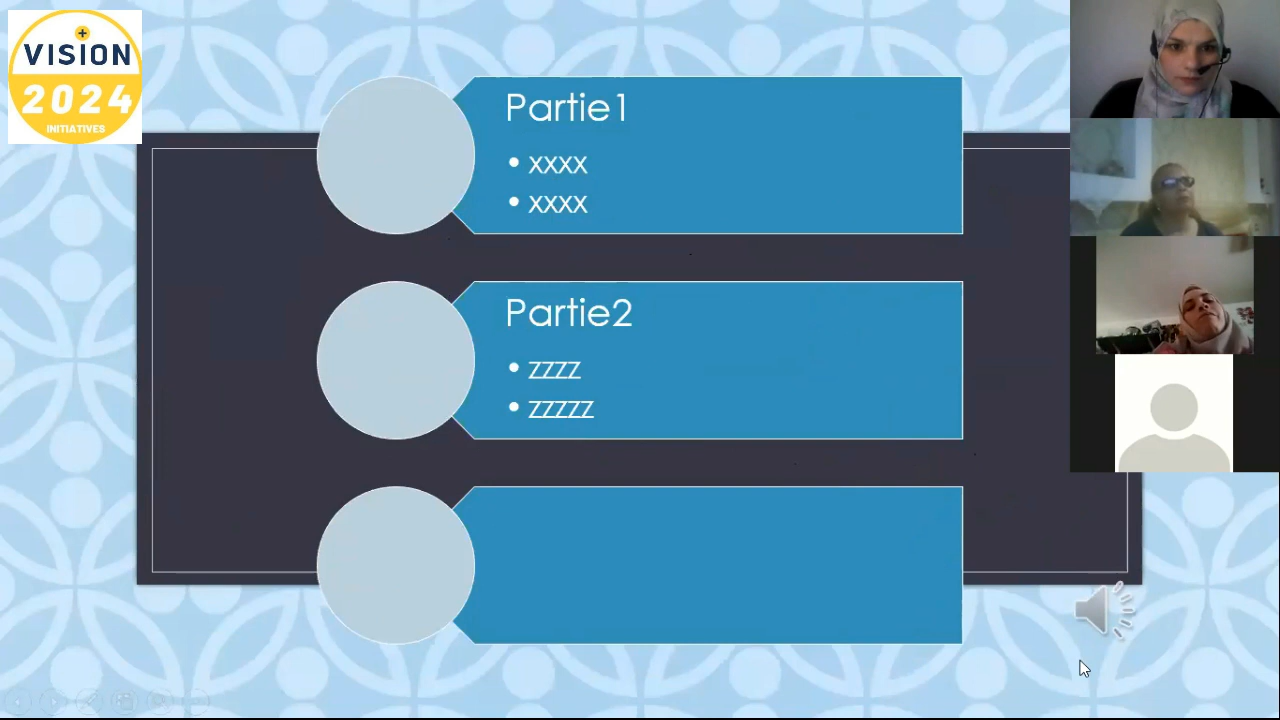 VISION
2024
INITIATIVES
Partie1
• xxxx
• xxxx
Partie2
• zzzz
• zzzzz